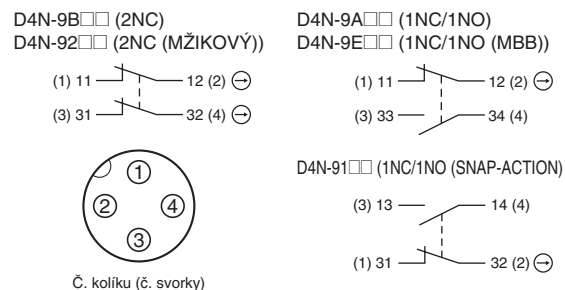 D4N-9B□□ (2NC)
D4N-92□□ (2NC (MŽIKOVÝ))
(1) 11 12 (2)
(3) 31 32 (4)
1
2 4
3
Č. kolíku (č. svorky)
D4N-9A□□ (1NC/1NO)
D4N-9E□□ (1NC/1NO (MBB))
(1) 11 12 (2)
(3) 33 34 (4)
D4N-91□□ (1NC/1NO (SNAP-ACTION)
(3) 13 14 (4)
(1) 31 32 (2)